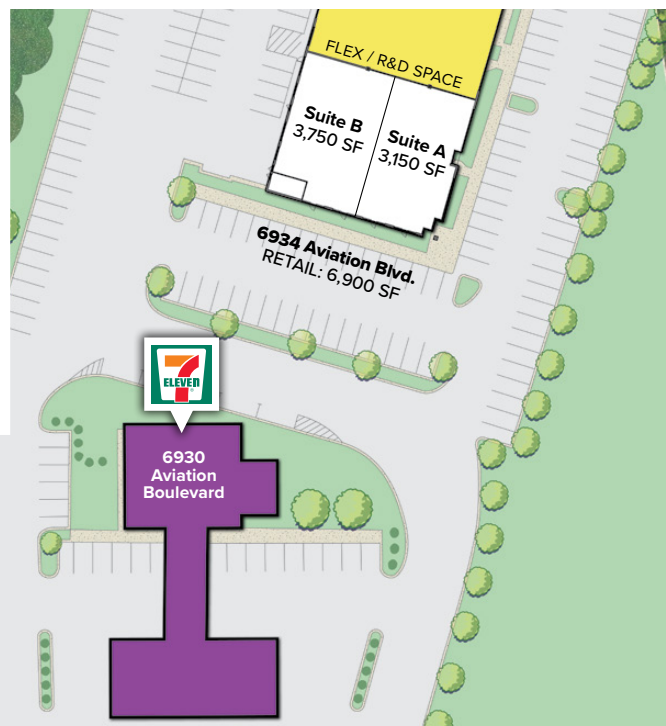 FLEX / R&D SPACE
Suite B
3,750 SF
Suite A
3,150 SF
6934 Aviation Blvd.
RETAIL: 6,900 SF
7
ELEVEn
6930
Aviation
Boulevard